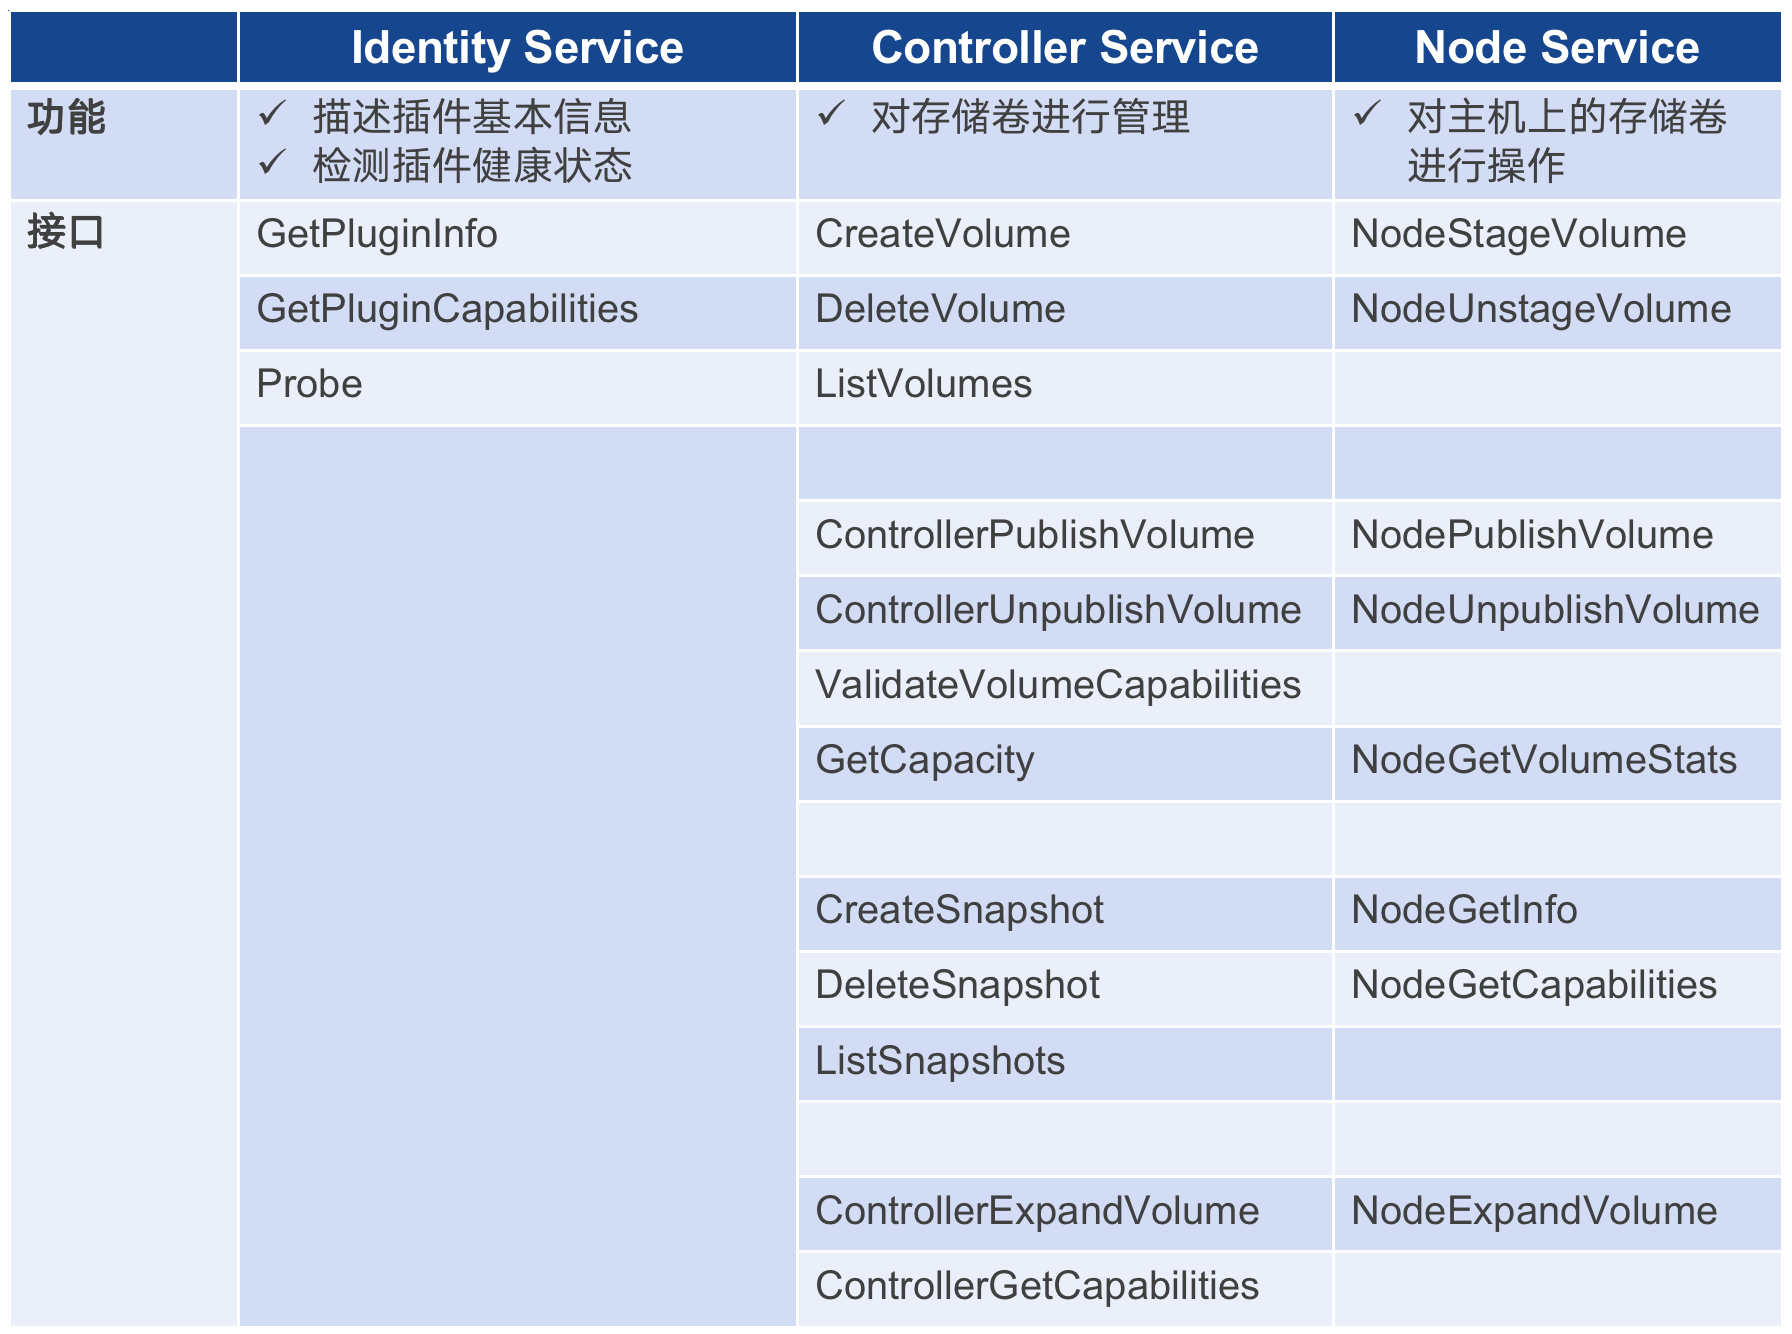 Identity Service Controller Service Node Service
功能 ✓ 描述插件基本信息 ✓ 对存储卷进行管理 ✓ 对主机上的存储卷
✓ 检测插件健康状态 进行操作
接口 GetPluginInfo CreateVolume NodeStageVolume
GetPluginCapabilities DeleteVolume NodeUnstageVolume
Probe ListVolumes
ControllerPublishVolume NodePublishVolume
ControllerUnpublishVolume NodeUnpublishVolume
ValidateVolumeCapabilities
GetCapacity NodeGetVolumeStats
CreateSnapshot NodeGetInfo
DeleteSnapshot NodeGetCapabilities
ListSnapshots
ControllerExpandVolume NodeExpandVolume
ControllerGetCapabilities